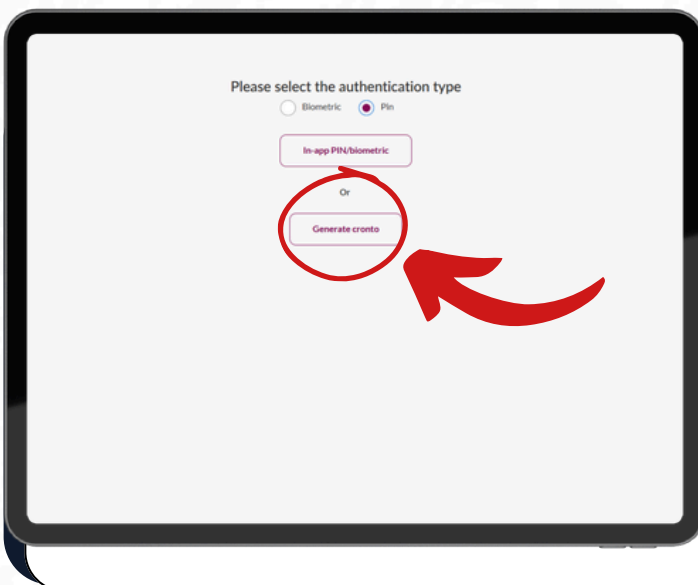 Please select the authentication type
Biometric Pin
In-app PIN/biometric
Or
Generate cronto